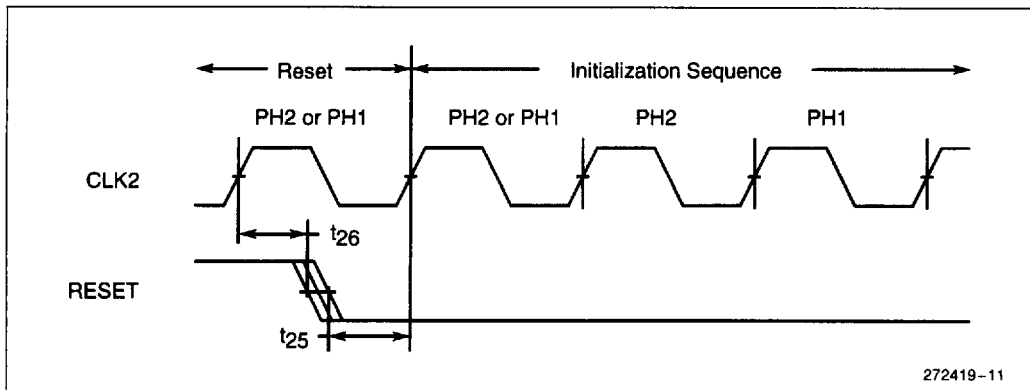 Reset
Initialization Sequence
PH2 or PH1
PH2 or PH1
PH2
PH1
CLK2
t26
RESET
t25
272419-11